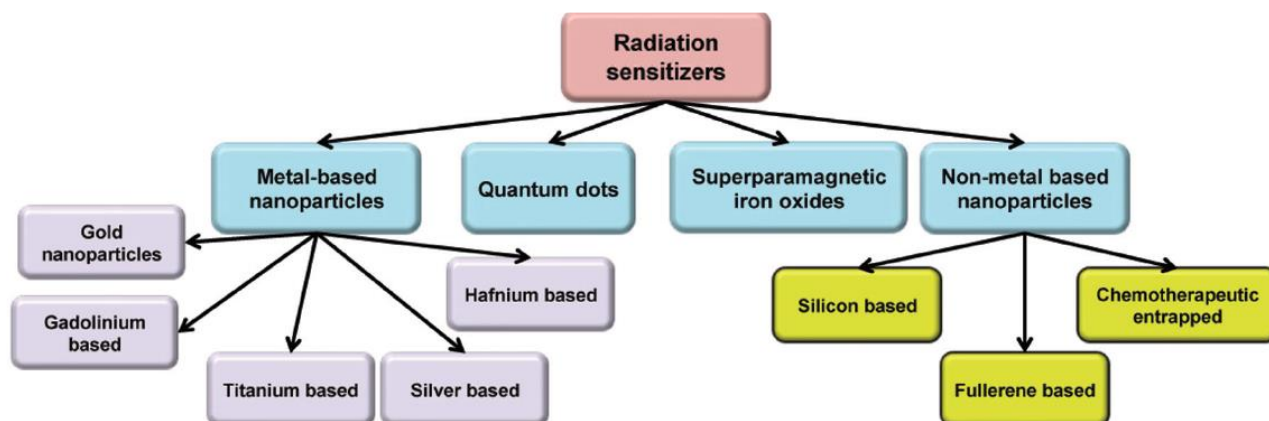 Radiation
sensitizers
Metal-based
nanoparticles
Quantum dots
Superparamagnetic
iron oxides
Non-metal based
nanoparticles
Gold
nanoparticles
Gadolinium
based
Titanium based
Silver based
Hafnium based
Silicon based
Fullerene based
Chemotherapeutic
entrapped